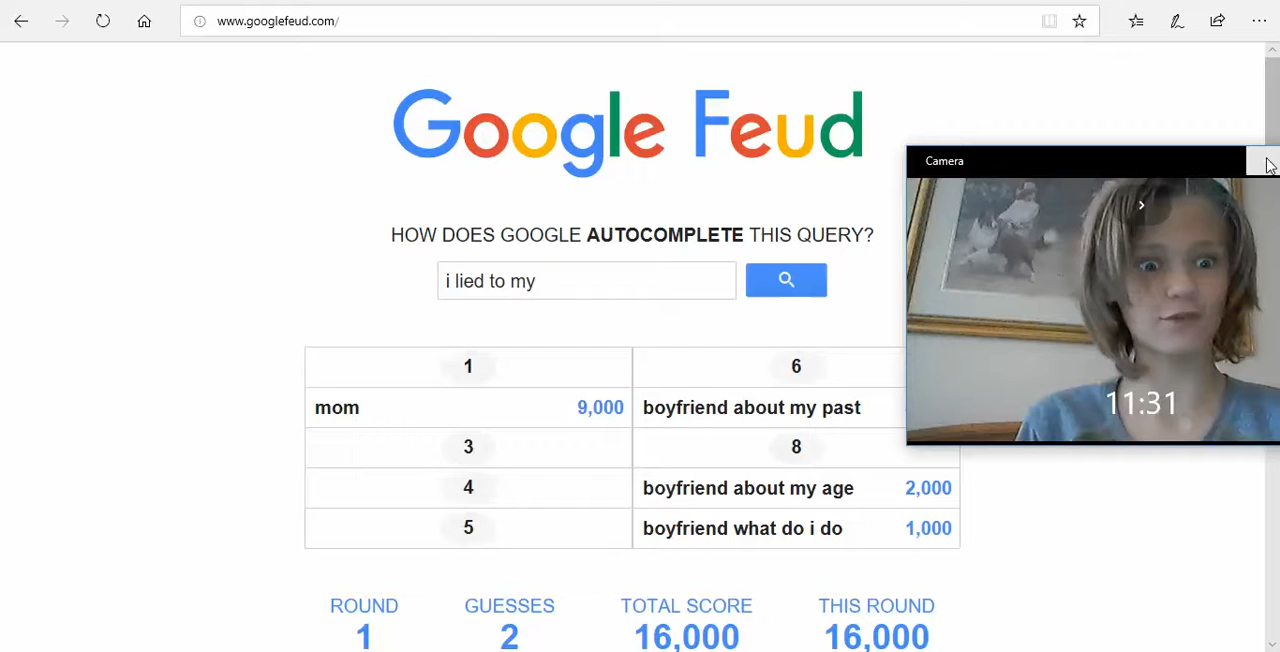 www.googlefeud.com/
Google Feud
Camera
HOW DOES GOOGLE AUTOCOMPLETE THIS QUERY?
i lied to my
1 6
mom 9,000 boyfriend about my past
3 8
4 boyfriend about my age 2,000
5 boyfriend what do i do 1,000
11:31
ROUND GUESSES TOTAL SCORE THIS ROUND
1 2 16,000 16,000